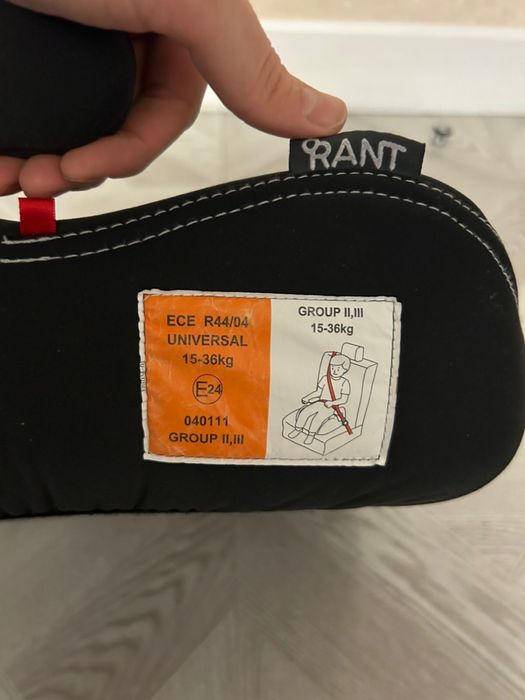 RANT
ECE R44/04
UNIVERSAL
15-36kg
E24
040111
GROUP II,III
GROUP II,III
15-36kg